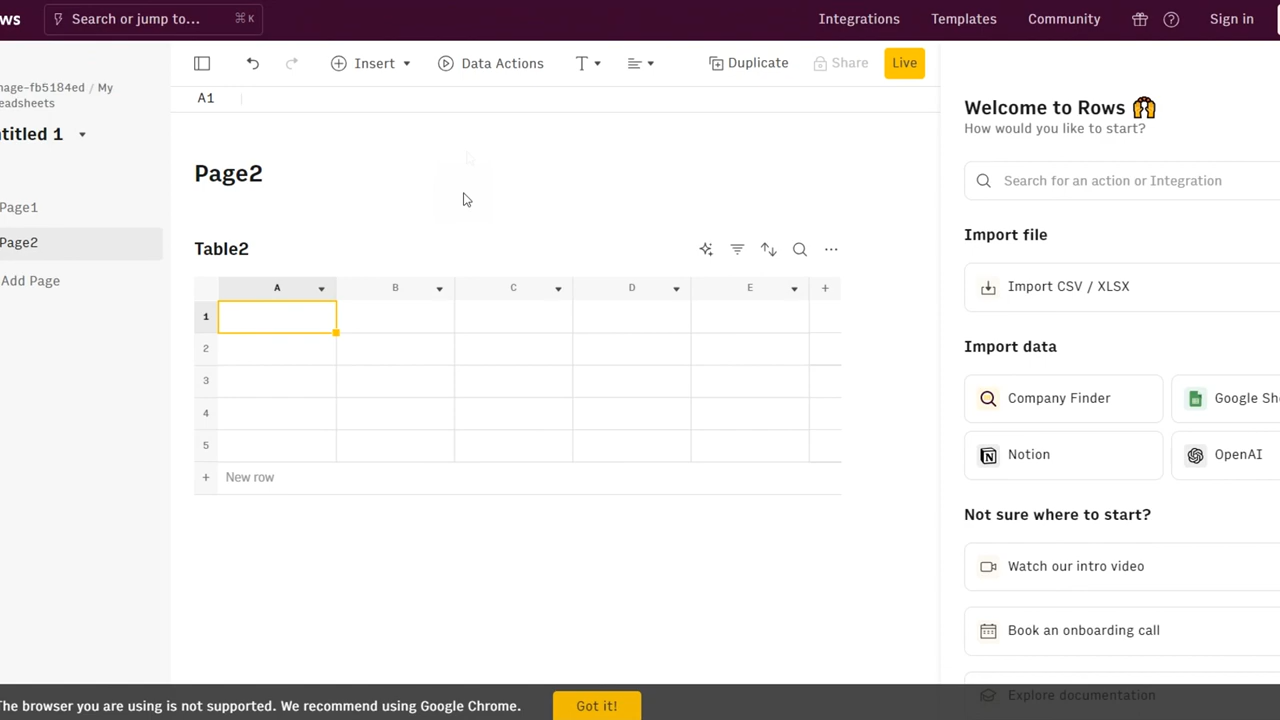 ws
Search or jump to...
⌘K
Integrations
Templates
Community
Sign in
nage-fb5184ed / My
eadsheets
ntitled 1
Page1
Page2
Add Page
Insert
Data Actions
T
Duplicate
Share
Live
A1
Page2
Table2
A B C D E +
1
2
3
4
5
+ New row
Welcome to Rows 🙌
How would you like to start?
Search for an action or Integration
Import file
Import CSV / XLSX
Import data
Company Finder
Google She
Notion
OpenAI
Not sure where to start?
Watch our intro video
Book an onboarding call
Explore documentation
The browser you are using is not supported. We recommend using Google Chrome.
Got it!